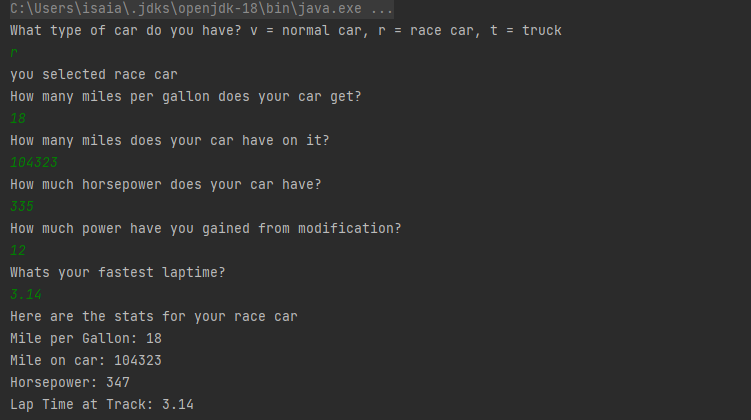 C:\Users\isaia\.jdks\openjdk-18\bin\java.exe ...
What type of car do you have? v = normal car, r = race car, t = truck
r
you selected race car
How many miles per gallon does your car get?
18
How many miles does your car have on it?
104323
How much horsepower does your car have?
335
How much power have you gained from modification?
12
Whats your fastest laptime?
3.14
Here are the stats for your race car
Mile per Gallon: 18
Mile on car: 104323
Horsepower: 347
Lap Time at Track: 3.14